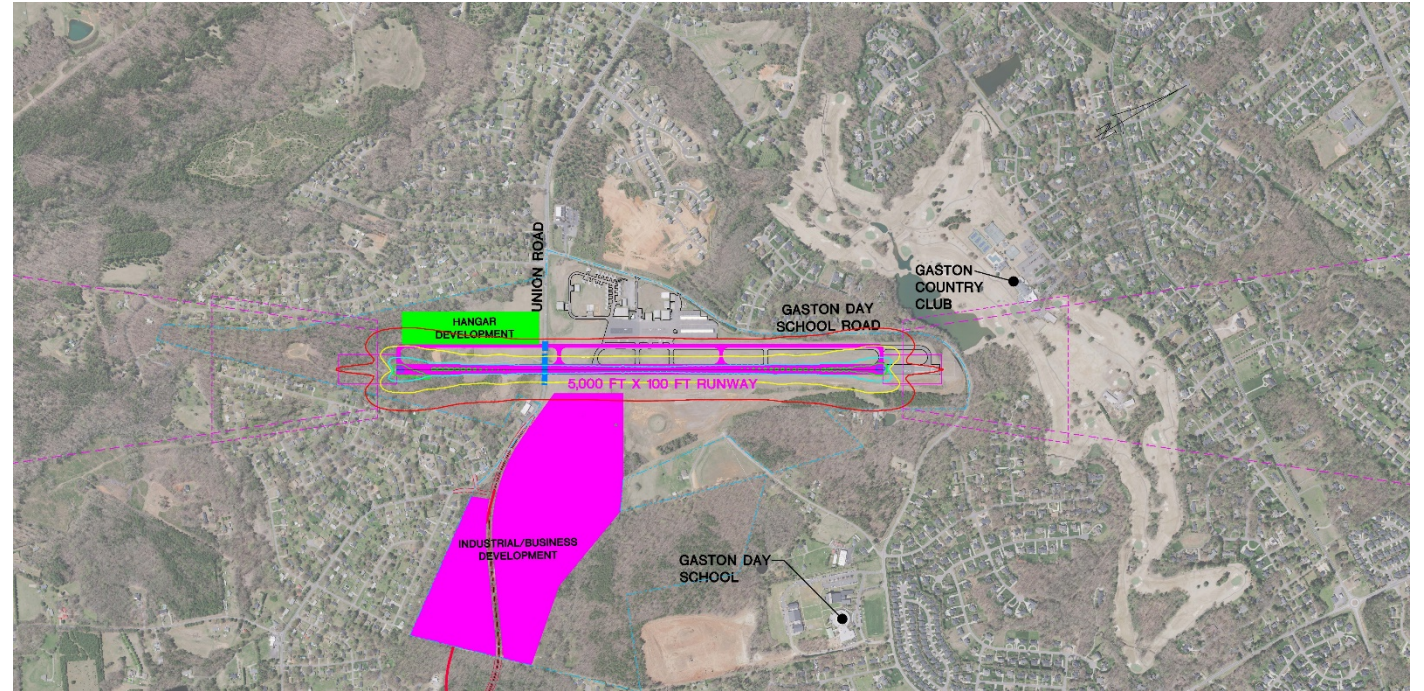 UNION ROAD
GASTON
COUNTRY
CLUB
GASTON DAY
SCHOOL ROAD
HANGAR
DEVELOPMENT
5,000 FT X 100 FT RUNWAY
INDUSTRIAL/BUSINESS
DEVELOPMENT
GASTON DAY
SCHOOL